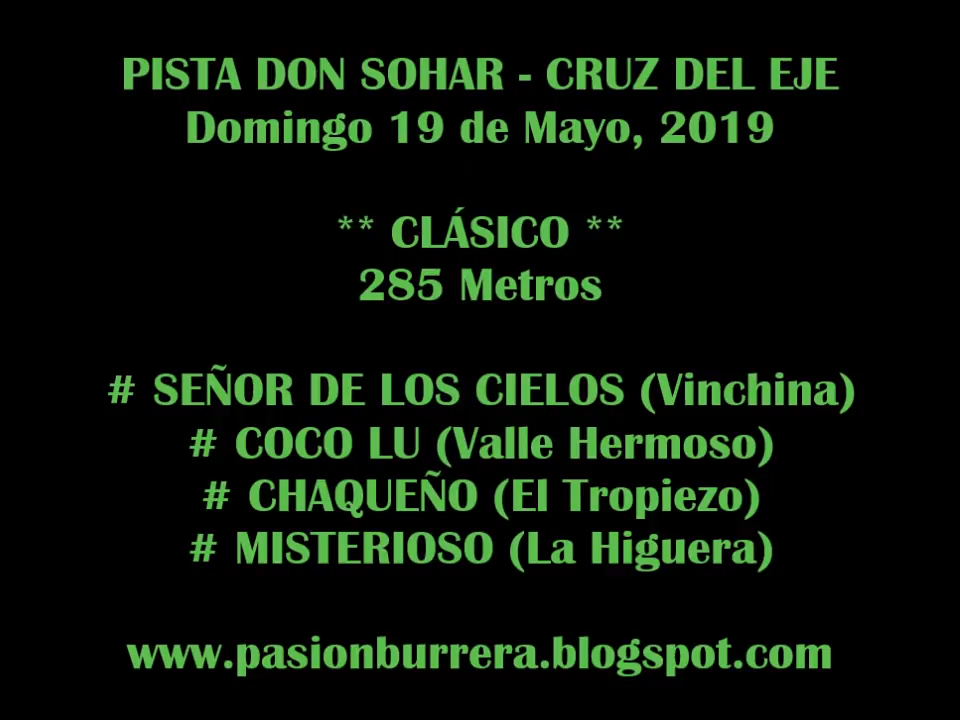 PISTA DON SOHAR - CRUZ DEL EJE
Domingo 19 de Mayo, 2019
** CLÁSICO **
285 Metros
# SEÑOR DE LOS CIELOS (Vinchina)
# COCO LU (Valle Hermoso)
# CHAQUEÑO (El Tropiezo)
# MISTERIOSO (La Higuera)
www.pasionburrera.blogspot.com